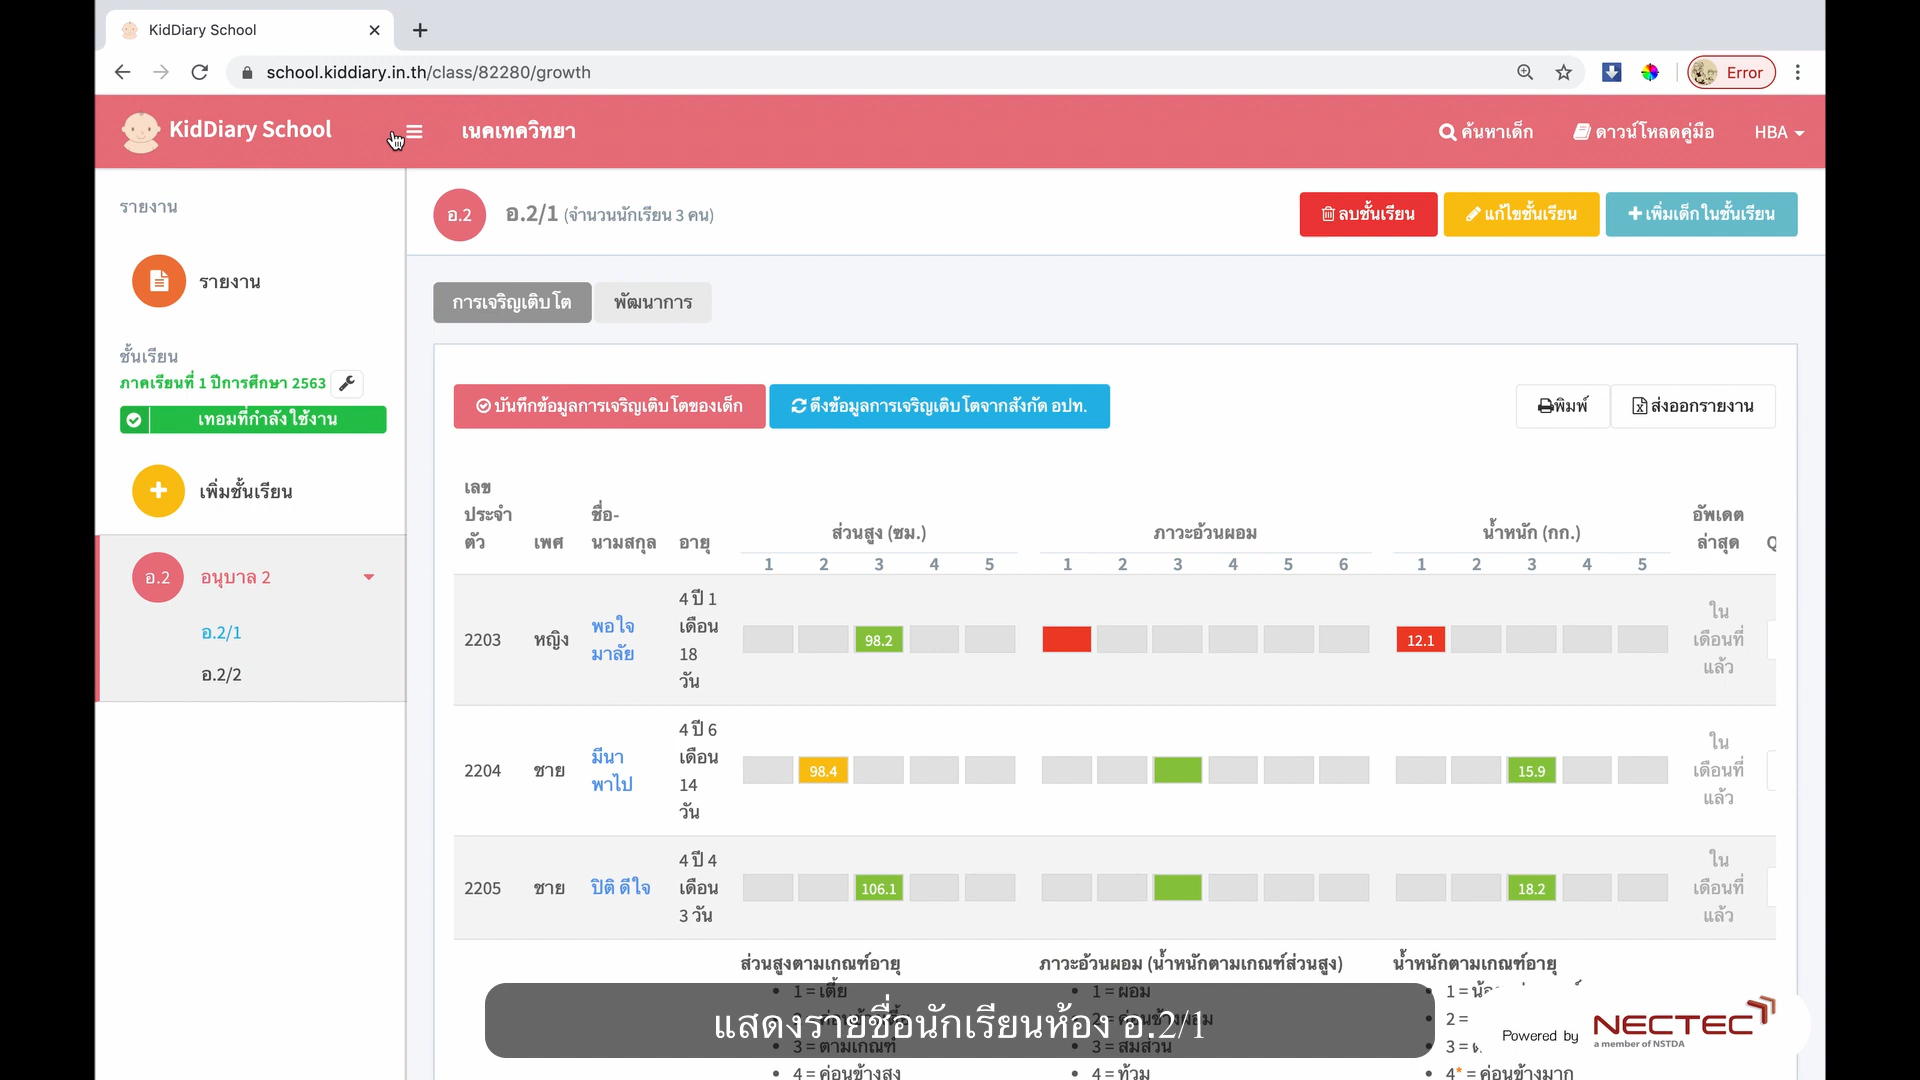 KidDiary School
school.kiddiary.in.th/class/82280/growth
Error
KidDiary School
เนคเทควิทยา
ค้นหาเด็ก
ดาวน์โหลดคู่มือ
HBA
รายงาน
รายงาน
ชั้นเรียน
ภาคเรียนที่ 1 ปีการศึกษา 2563
เทอมที่กำลังใช้งาน
เพิ่มชั้นเรียน
อ.2 อนุบาล 2
อ.2/1
อ.2/2
อ.2 อ.2/1 (จำนวนนักเรียน 3 คน)
ลบชั้นเรียน
แก้ไขชั้นเรียน
เพิ่มเด็กในชั้นเรียน
การเจริญเติบโต
พัฒนาการ
บันทึกข้อมูลการเจริญเติบโตของเด็ก
ดึงข้อมูลการเจริญเติบโตจากสังกัด อปท.
พิมพ์
ส่งออกรายงาน
เลข
ประจำ
ตัว
เพศ
ชื่อ-
นามสกุล
อายุ
ส่วนสูง (ซม.)
ภาวะอ้วนผอม
น้ำหนัก (กก.)
อัพเดต
ล่าสุด
1 2 3 4 5
1 2 3 4 5 6
1 2 3 4 5
2203
หญิง
พอใจ
มาลัย
4 ปี 1
เดือน
18
วัน
98.2
12.1
ใน
เดือนที่
แล้ว
2204
ชาย
มีนา
พาไป
4 ปี 6
เดือน
14
วัน
98.4
15.9
ใน
เดือนที่
แล้ว
2205
ชาย
ปิติ ดีใจ
4 ปี 4
เดือน
3 วัน
106.1
18.2
ใน
เดือนที่
แล้ว
ส่วนสูงตามเกณฑ์อายุ
1 = เตี้ย
3 = ตามเกณฑ์
4 = ค่อนข้างสูง
ภาวะอ้วนผอม (น้ำหนักตามเกณฑ์ส่วนสูง)
1 = ผอม
2 = ค่อนข้างผอม
3 = สมส่วน
4 = ท้วม
น้ำหนักตามเกณฑ์อายุ
1 =
2 =
3 =
4* = ค่อนข้างมาก
แสดงรายชื่อนักเรียนห้อง อ.2/1
Powered by
NECTEC
a member of NSTDA